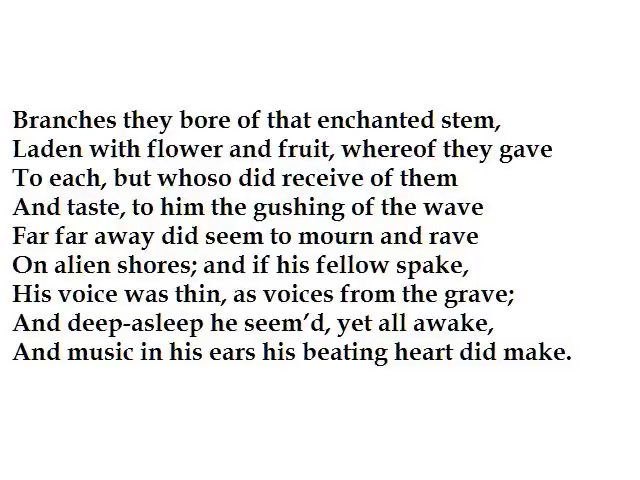 Branches they bore of that enchanted stem,
Laden with flower and fruit, whereof they gave
To each, but whoso did receive of them
And taste, to him the gushing of the wave
Far far away did seem to mourn and rave
On alien shores; and if his fellow spake,
His voice was thin, as voices from the grave;
And deep-asleep he seem’d, yet all awake,
And music in his ears his beating heart did make.